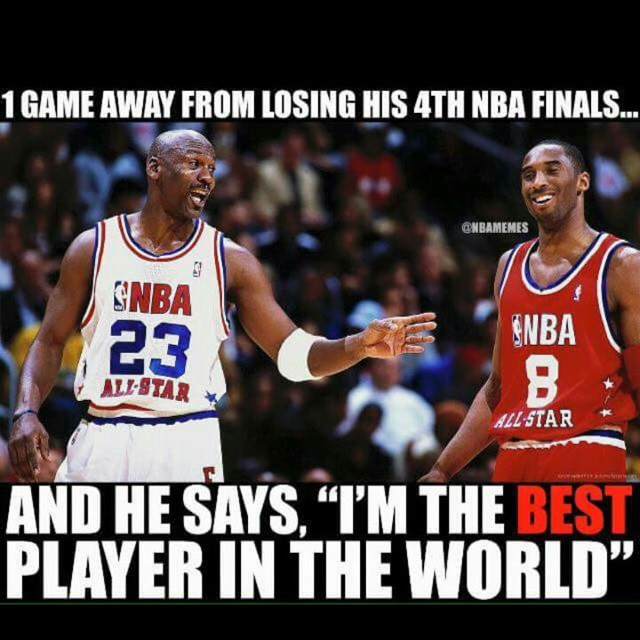 1 GAME AWAY FROM LOSING HIS 4TH NBA FINALS...
@NBAMEMES
NBA
23
ALL-STAR
NBA
8
ALL-STAR
AND HE SAYS, “I’M THE BEST
PLAYER IN THE WORLD”